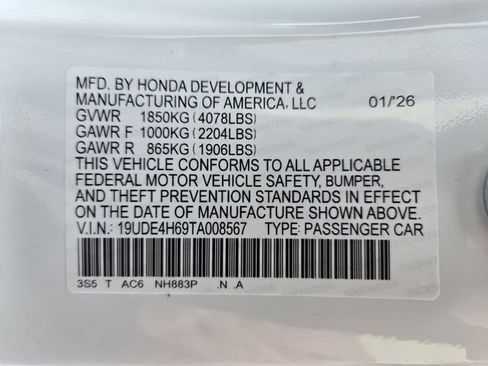 MFD. BY HONDA DEVELOPMENT &
MANUFACTURING OF AMERICA, LLC 01/'26
GVWR 1850KG (4078LBS)
GAWR F 1000KG (2204LBS)
GAWR R 865KG (1906LBS)
THIS VEHICLE CONFORMS TO ALL APPLICABLE
FEDERAL MOTOR VEHICLE SAFETY, BUMPER,
AND THEFT PREVENTION STANDARDS IN EFFECT
ON THE DATE OF MANUFACTURE SHOWN ABOVE.
V.I.N.: 19UDE4H69TA008567 TYPE: PASSENGER CAR
3S5 T AC6 NH883P .N .A